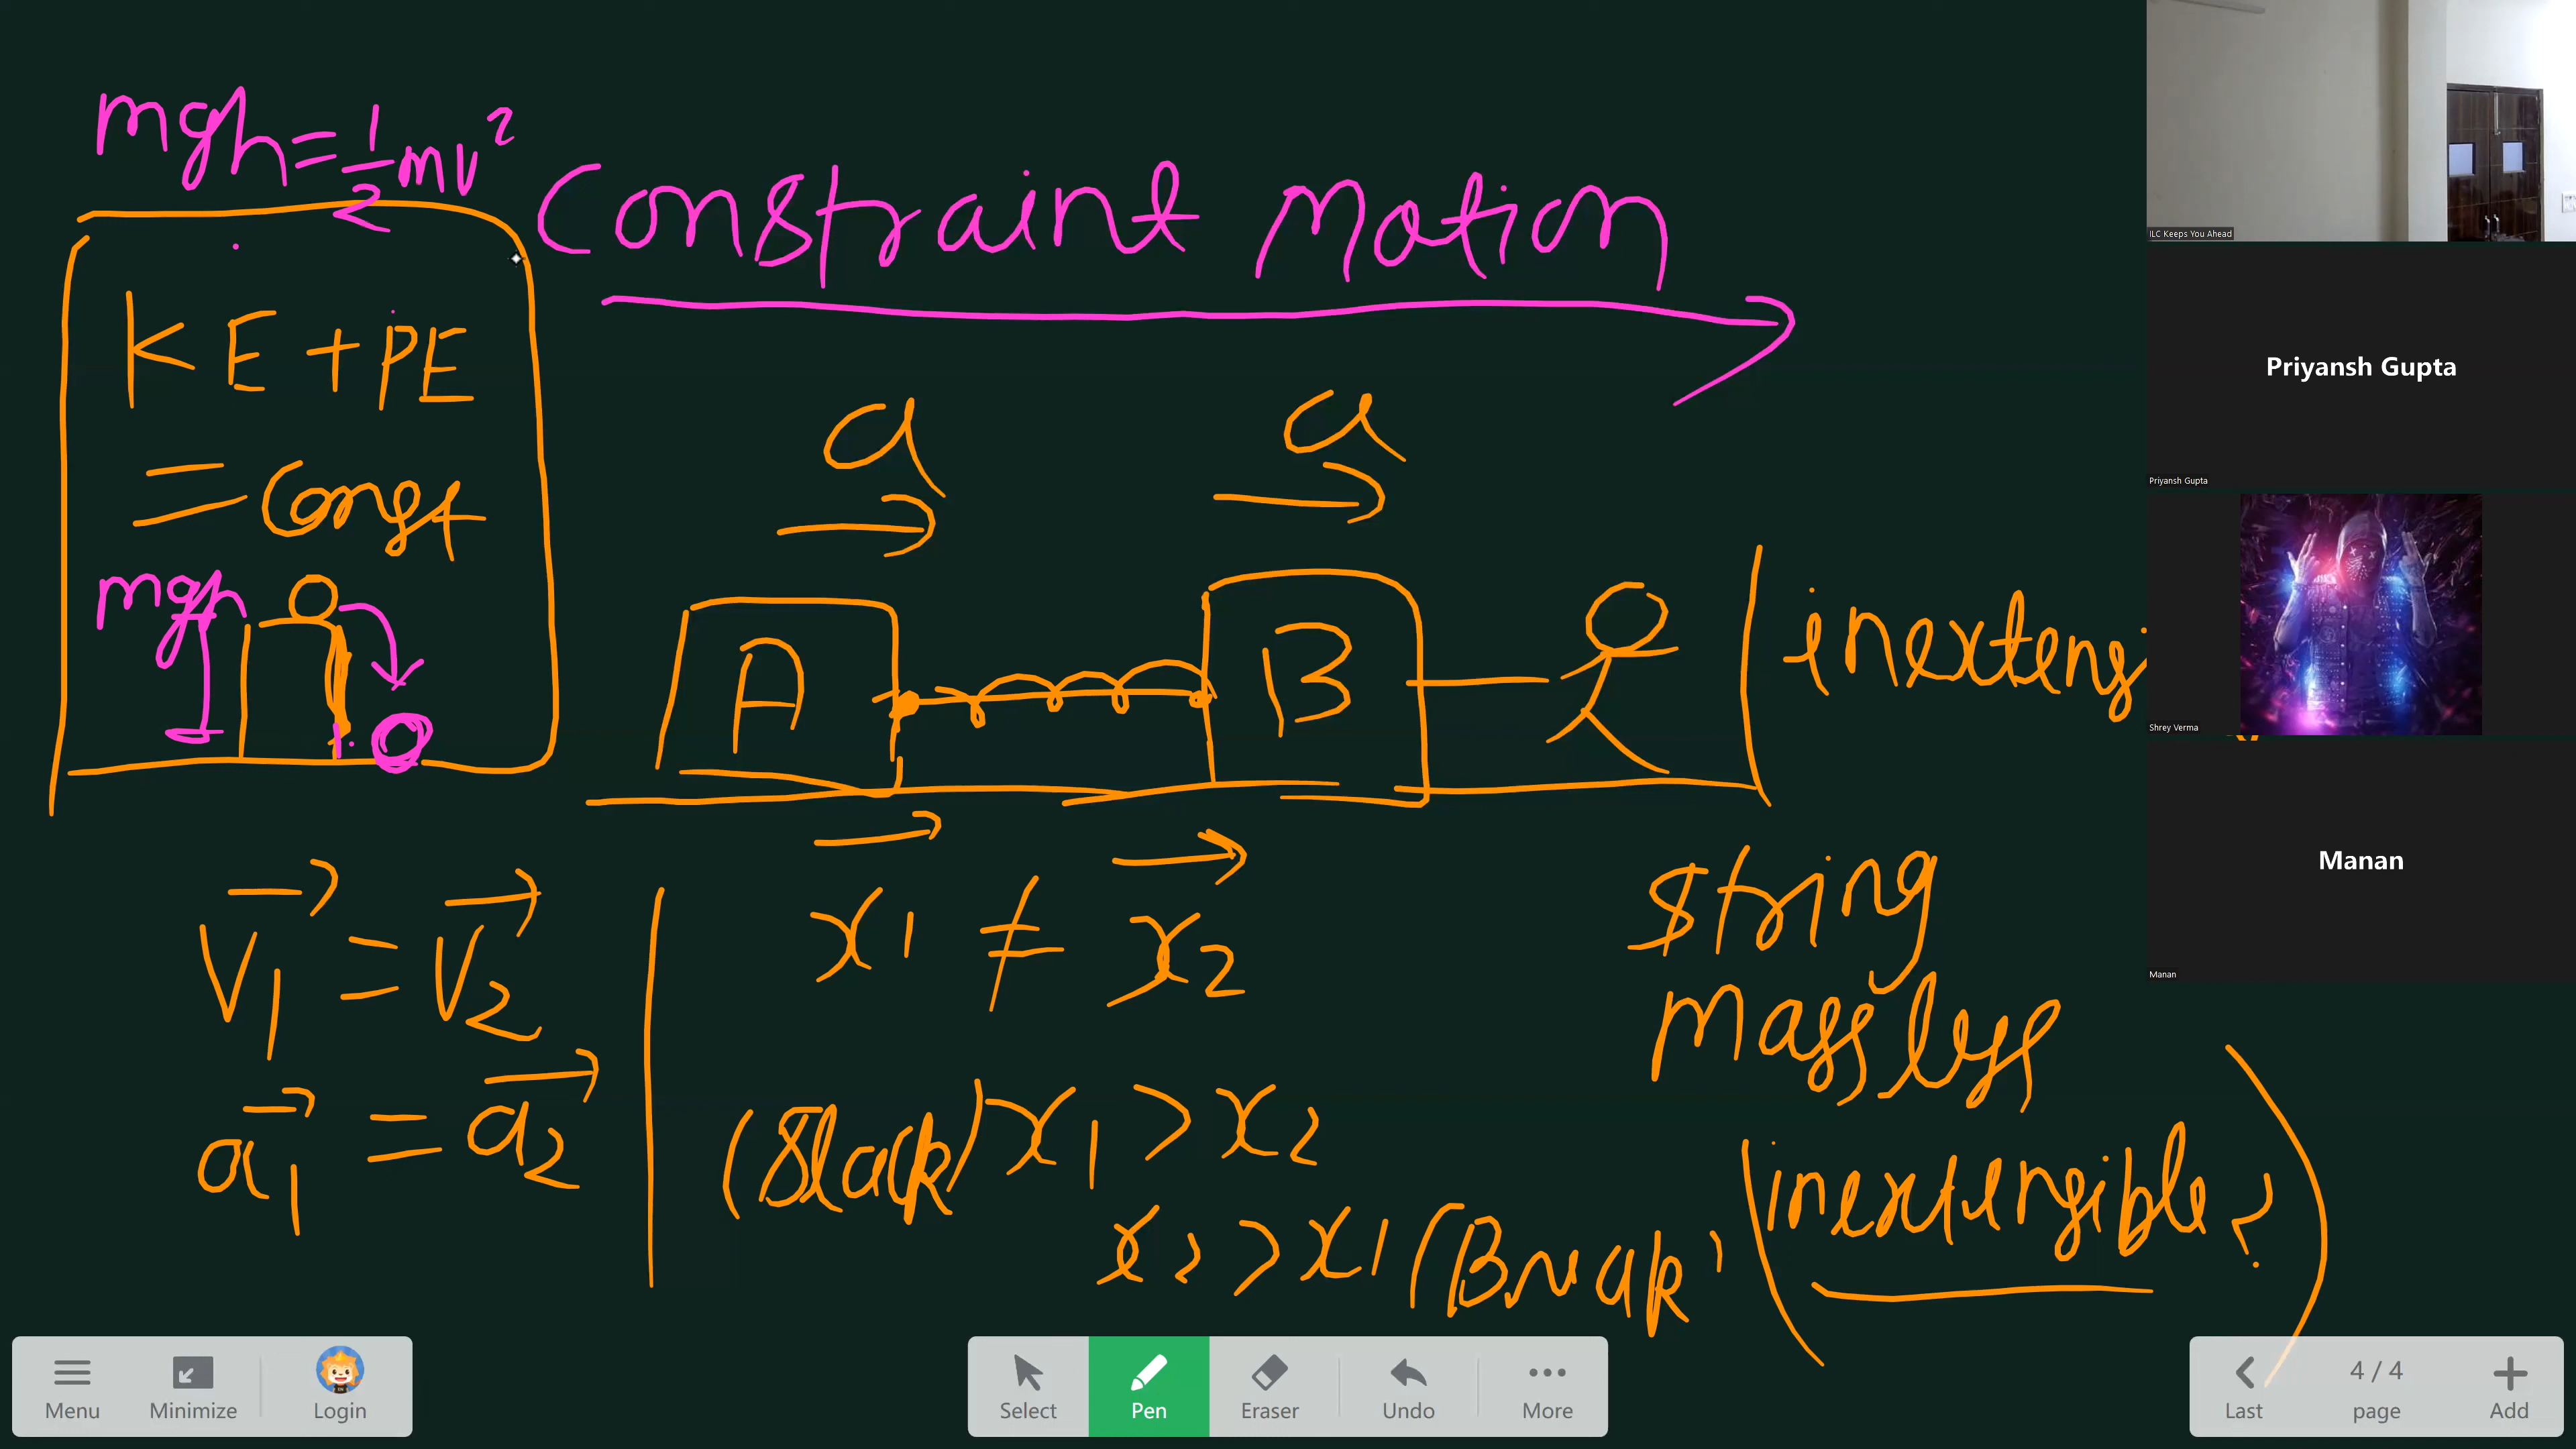 mgh = 1/2 mv²
Constraint Motion
KE + PE
= Const
mgh
a a
A B
inextensi
v₁ = v₂
a₁ = a₂
x₁ ≠ x₂
(Slack) x₁ > x₂
x₂ > x₁ (Break)
String
Massless
(inextensible?)
ILC Keeps You Ahead
Priyansh Gupta
Priyansh Gupta
Shrey Verma
Manan
Manan
Menu Minimize Login
Select Pen Eraser Undo More
4 / 4
Last page Add